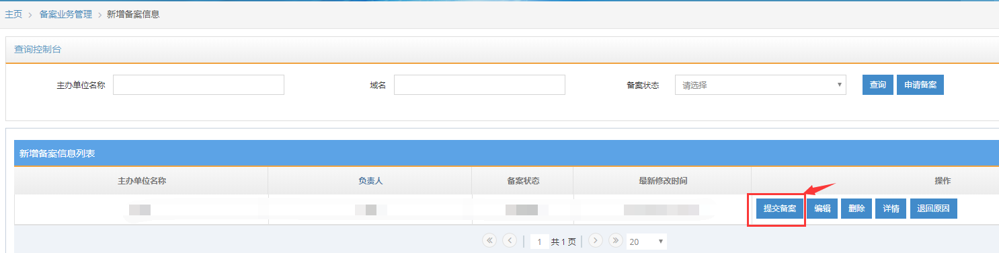 主页 > 备案业务管理 > 新增备案信息
查询控制台
主办单位名称 域名 备案状态 请选择 查询 申请备案
新增备案信息列表
主办单位名称 负责人 备案状态 最新修改时间 操作
提交备案 编辑 删除 详情 退回原因
1 共 1 页 20